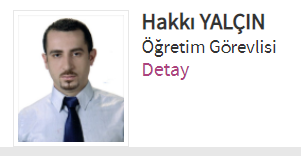 Hakkı YALÇIN
Öğretim Görevlisi
Detay